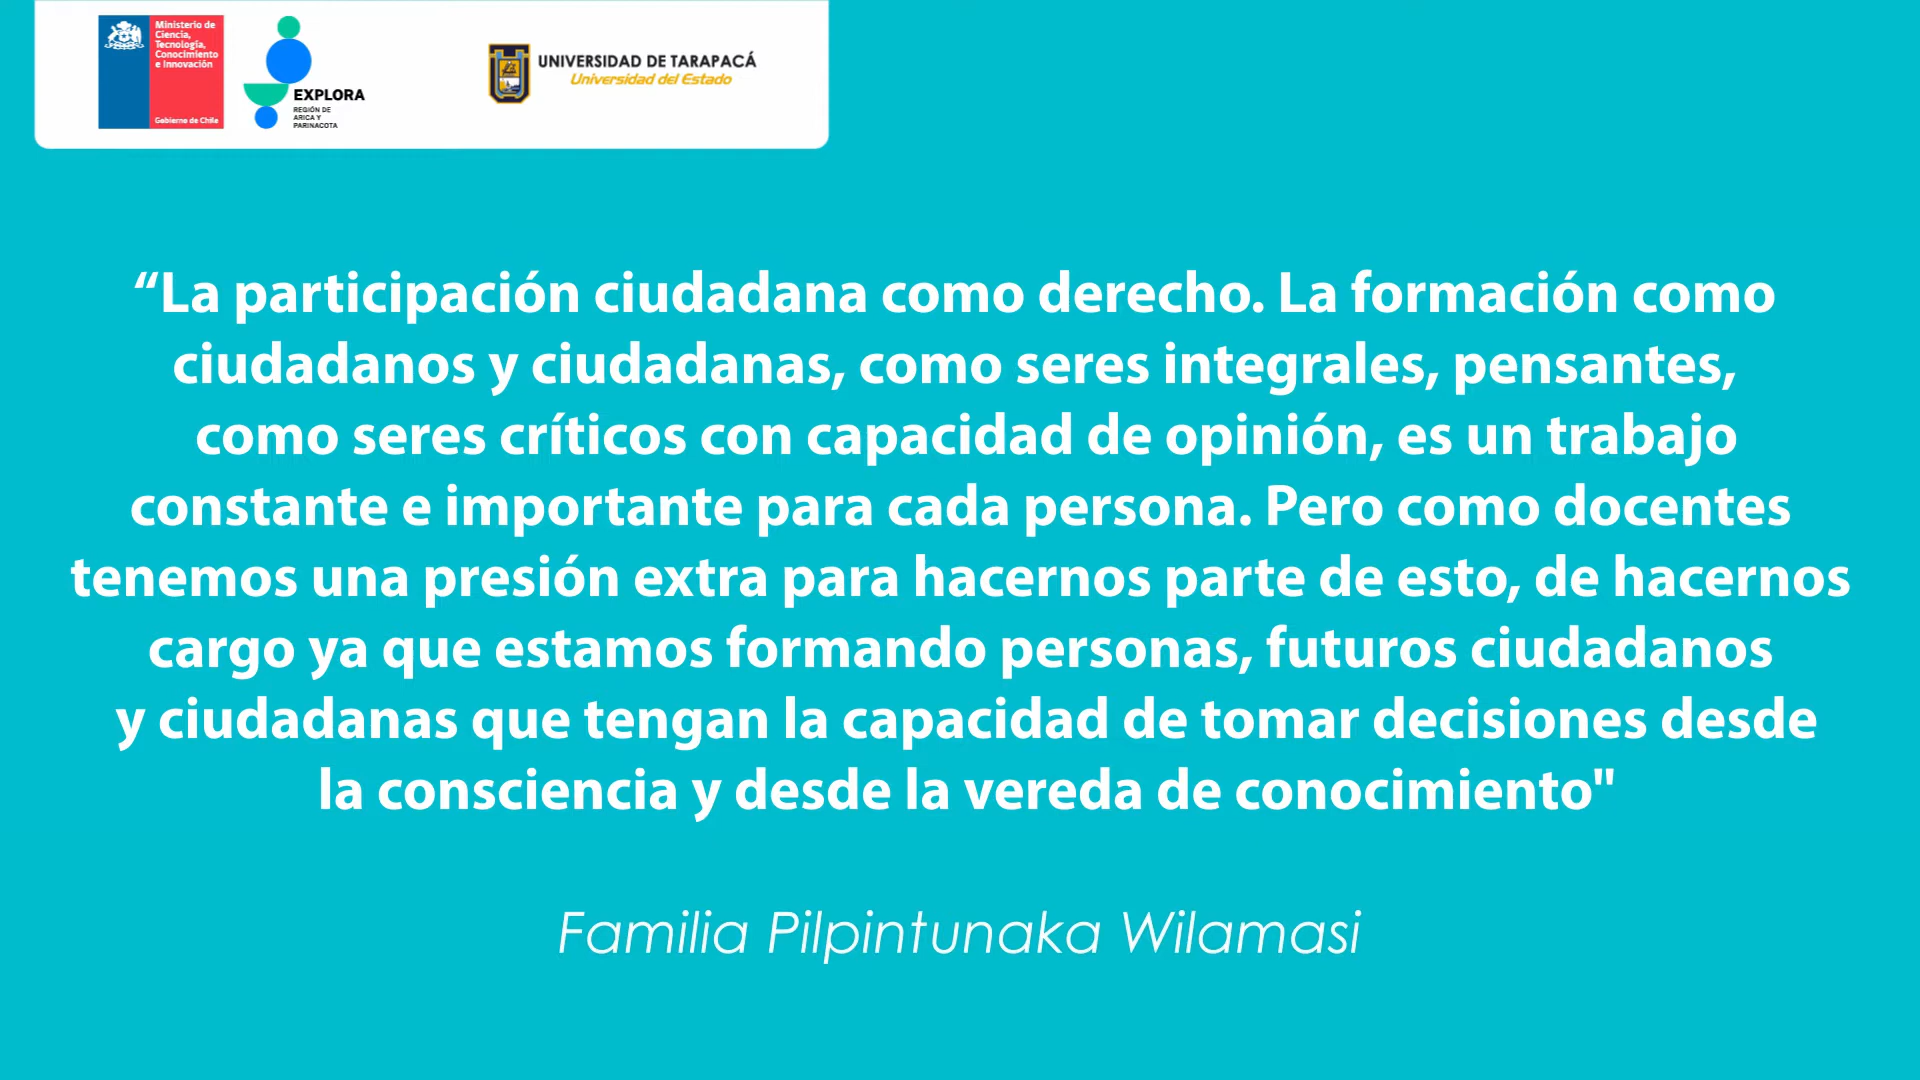 Ministerio de
Ciencia,
Tecnología,
Conocimiento
e Innovación
Gobierno de Chile
EXPLORA
REGIÓN DE
ARICA Y
PARINACOTA
UNIVERSIDAD DE TARAPACÁ
Universidad del Estado
“La participación ciudadana como derecho. La formación como
ciudadanos y ciudadanas, como seres integrales, pensantes,
como seres críticos con capacidad de opinión, es un trabajo
constante e importante para cada persona. Pero como docentes
tenemos una presión extra para hacernos parte de esto, de hacernos
cargo ya que estamos formando personas, futuros ciudadanos
y ciudadanas que tengan la capacidad de tomar decisiones desde
la consciencia y desde la vereda de conocimiento"
Familia Pilpintunaka Wilamasi